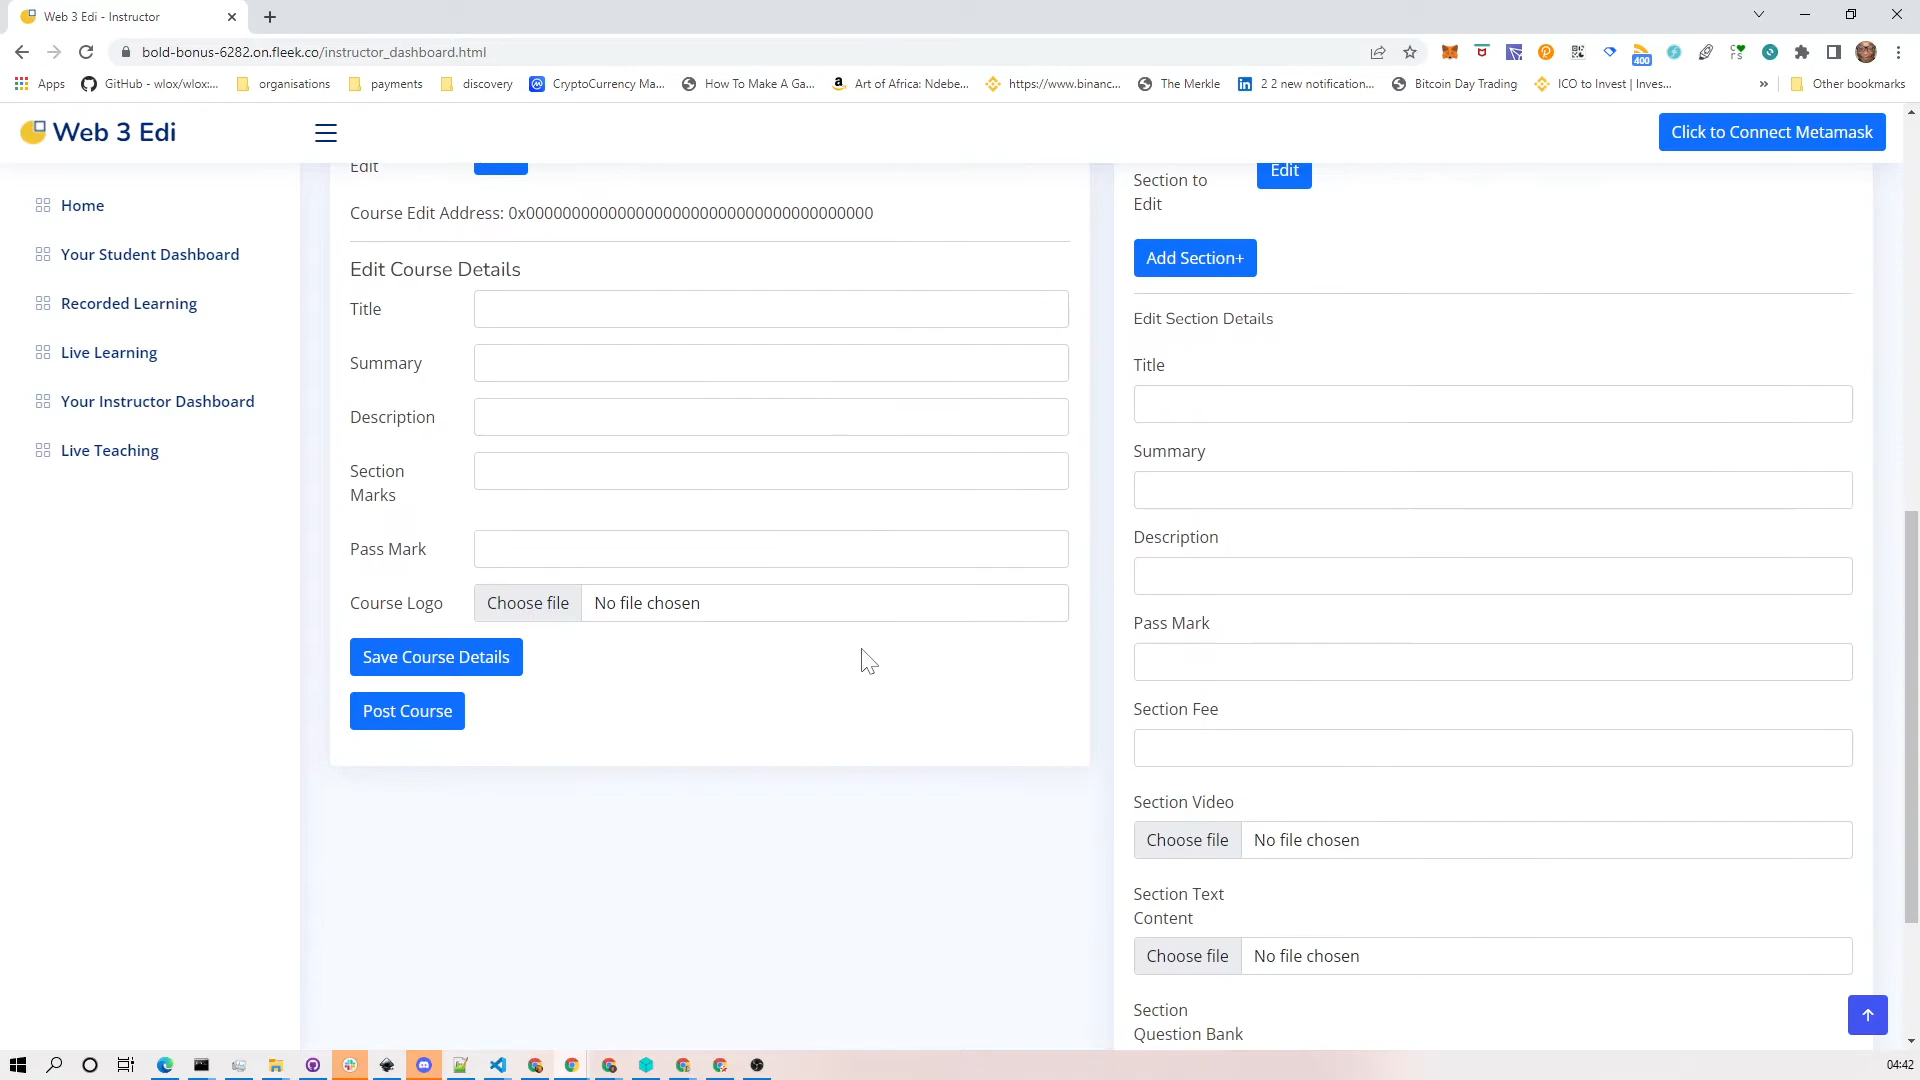 Web 3 Edi - Instructor
bold-bonus-6282.on.fleek.co/instructor_dashboard.html
400
Apps
GitHub - wlox/wlox:...
organisations
payments
discovery
CryptoCurrency Ma...
How To Make A Ga...
Art of Africa: Ndebe...
https://www.binanc...
The Merkle
2 2 new notification...
Bitcoin Day Trading
ICO to Invest | Inves...
»
Other bookmarks
Web 3 Edi
Click to Connect Metamask
Home
Your Student Dashboard
Recorded Learning
Live Learning
Your Instructor Dashboard
Live Teaching
Edit
Course Edit Address: 0x0000000000000000000000000000000000000000
Edit Course Details
Title
Summary
Description
Section
Marks
Pass Mark
Course Logo
Choose file
No file chosen
Save Course Details
Post Course
Section to
Edit
Edit
Add Section+
Edit Section Details
Title
Summary
Description
Pass Mark
Section Fee
Section Video
Choose file
No file chosen
Section Text
Content
Choose file
No file chosen
Section
Question Bank
04:42